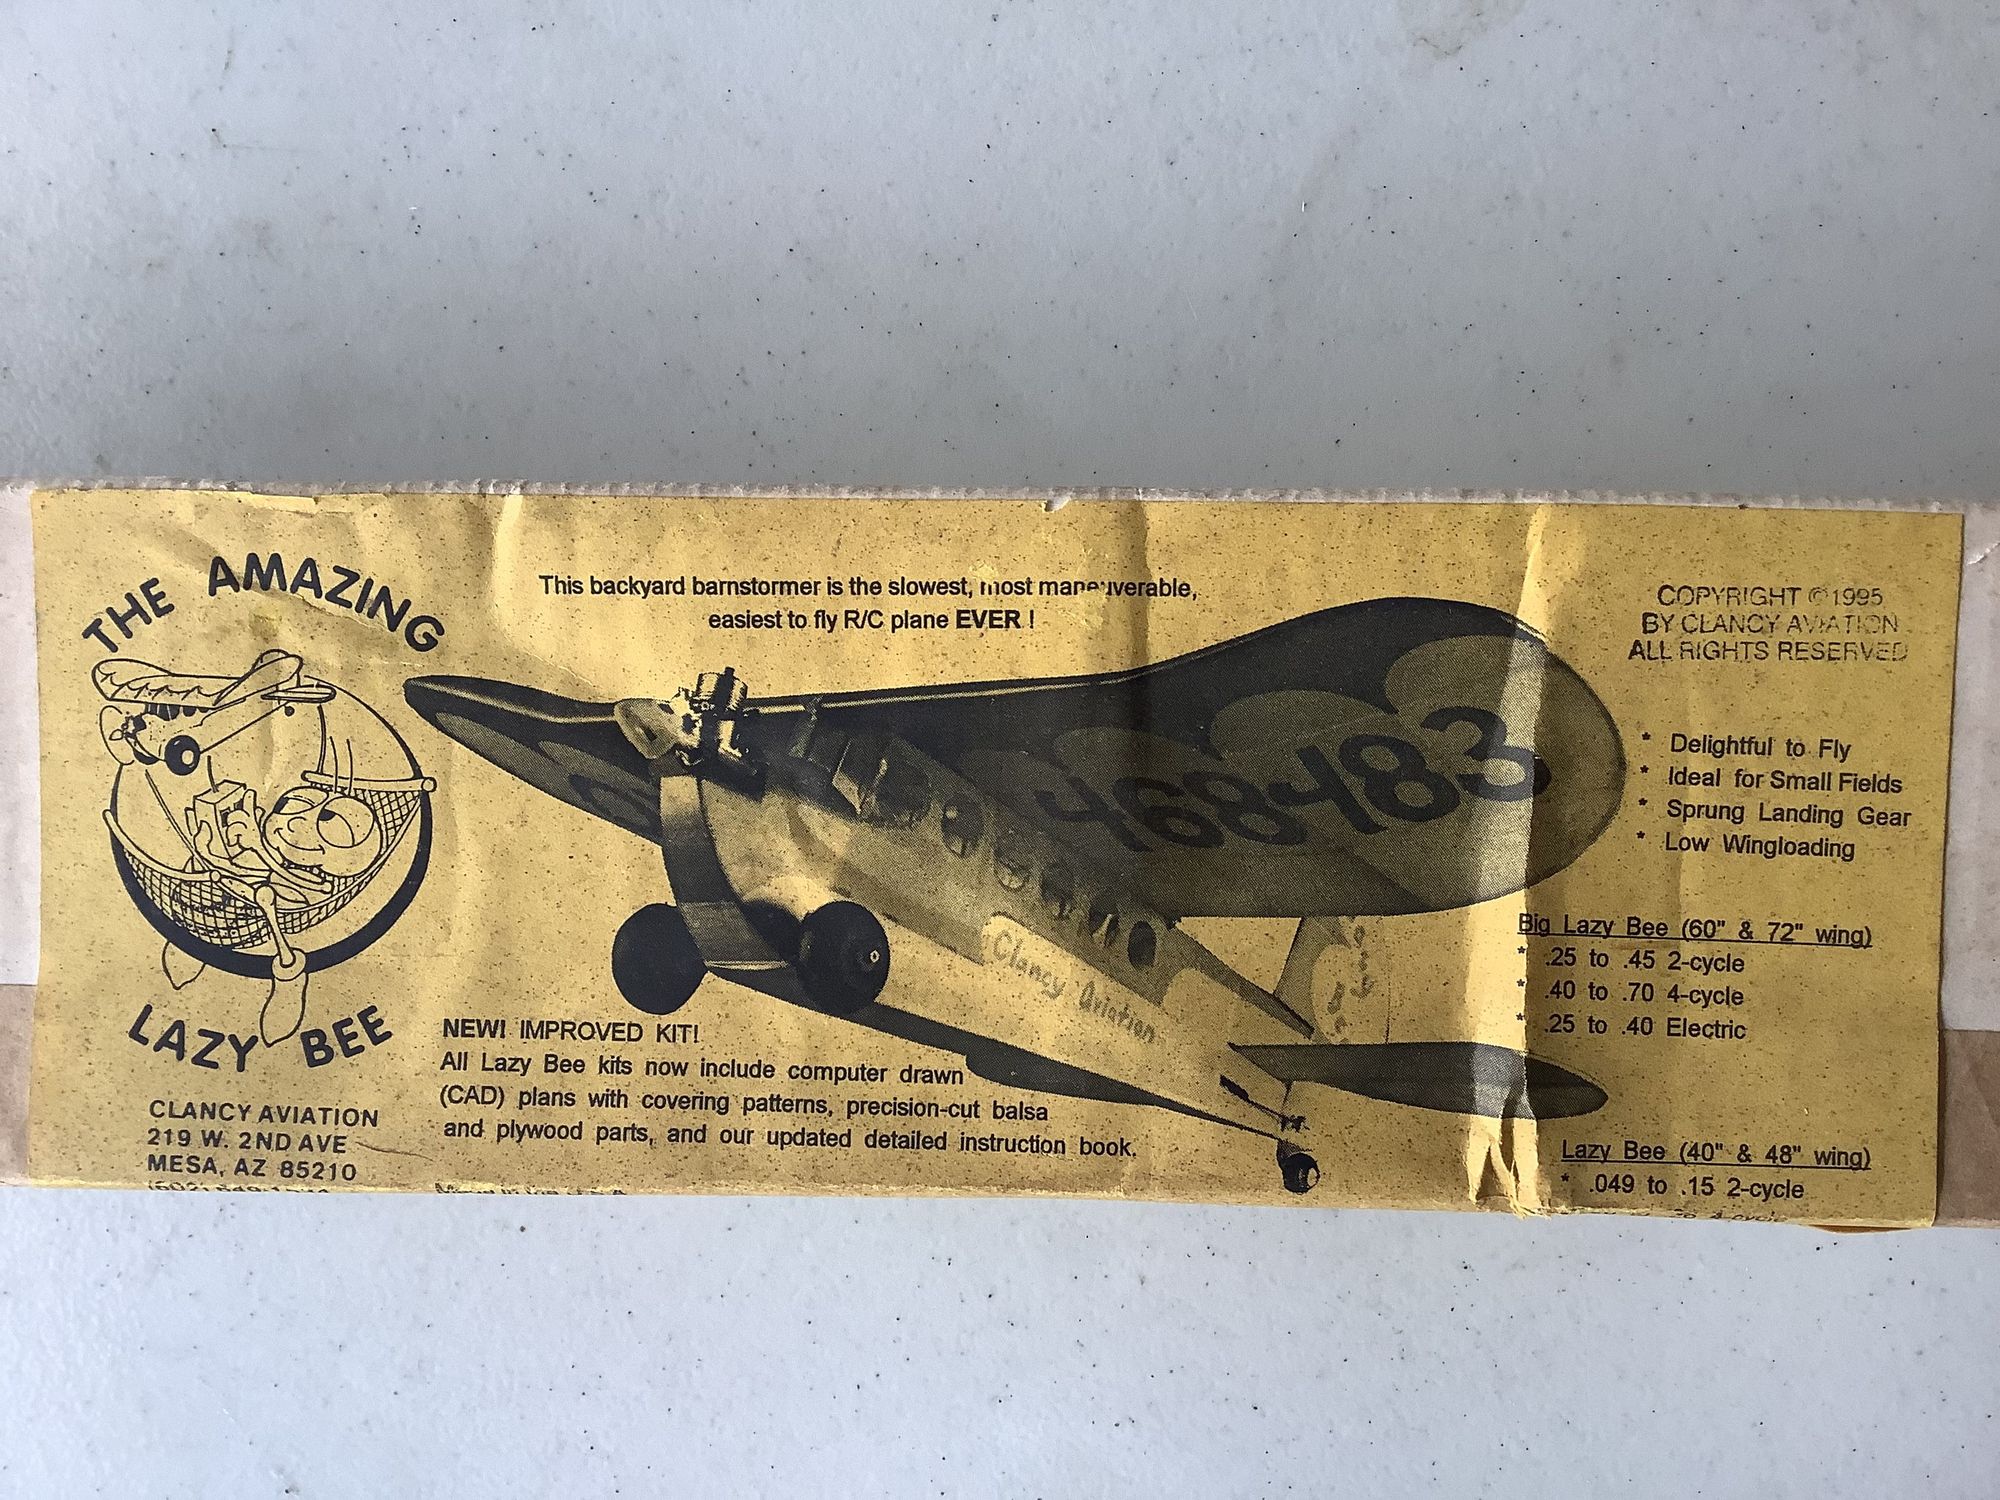 THE AMAZING
LAZY BEE
CLANCY AVIATION
219 W. 2ND AVE
MESA, AZ 85210
This backyard barnstormer is the slowest, most maneuverable,
easiest to fly R/C plane EVER !
468483
Clancy Aviation
NEW! IMPROVED KIT!
All Lazy Bee kits now include computer drawn
(CAD) plans with covering patterns, precision-cut balsa
and plywood parts, and our updated detailed instruction book.
Made in the U.S.A.
COPYRIGHT ©1995
BY CLANCY AVIATION
ALL RIGHTS RESERVED
* Delightful to Fly
* Ideal for Small Fields
* Sprung Landing Gear
* Low Wingloading
Big Lazy Bee (60" & 72" wing)
* .25 to .45 2-cycle
* .40 to .70 4-cycle
* .25 to .40 Electric
Lazy Bee (40" & 48" wing)
* .049 to .15 2-cycle
4-cycle